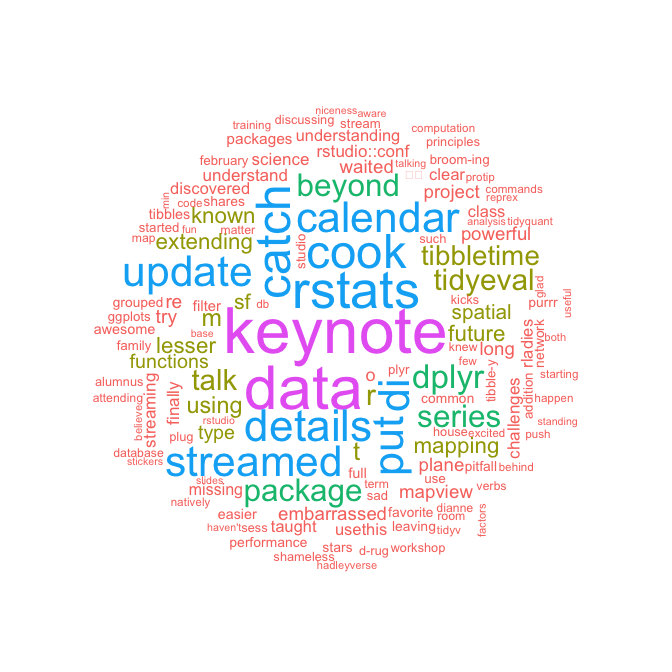 niceness
aware
training
discussing
stream
computation
packages
understanding
principles
rstudio::conf
february
science
waited
talking
broom-ing
understand
clear
protip
discovered
beyond
project
commands
min
code
shares
reprex
tibbles
known
catch
calendar
class
analysis
tidyquant
started
fun
matter
such
powerful
map
extending
studio
cook
tibbletime
update
rstats
tidyeval
glad
grouped
re
sf
db
kicks
purrr
useful
ggplots
try
filter
m
keynote
spatial
awesome
base
future
knew
long
rladies
network
both
family
lesser
few
functions
data
o
plyr
dplyr
tibble-y
starting
alumnus
talk
r
di
attending
streaming
finally
using
common
challenges
addition
happen
believe
rstudio
details
put
series
standing
plug
type
house
excited
push
database
t
mapping
stickers
streamed
full
plane
pitfall
behind
slides
missing
package
term
use
verbs
natively
sad
mapview
easier
embarrassed
favorite
dianne
factors
haven't
sess
taught
usethis
leaving
room
tidyv
performance
stars
d-rug
workshop
shameless
hadleyverse